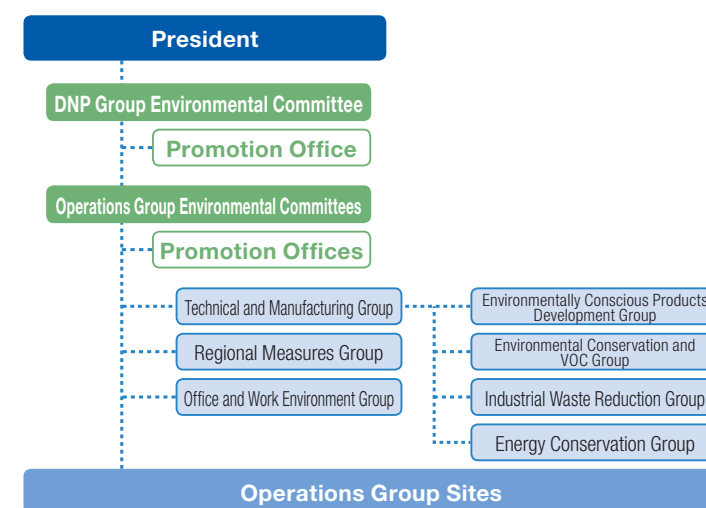 President
DNP Group Environmental Committee
Promotion Office
Operations Group Environmental Committees
Promotion Offices
Technical and Manufacturing Group
Regional Measures Group
Office and Work Environment Group
Environmentally Conscious Products
Development Group
Environmental Conservation and
VOC Group
Industrial Waste Reduction Group
Energy Conservation Group
Operations Group Sites